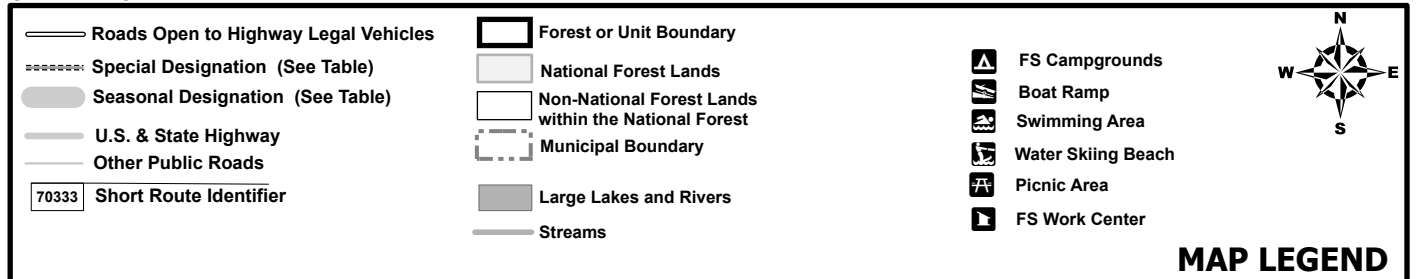 Roads Open to Highway Legal Vehicles
Special Designation (See Table)
Seasonal Designation (See Table)
U.S. & State Highway
Other Public Roads
70333 Short Route Identifier
Forest or Unit Boundary
National Forest Lands
Non-National Forest Lands
within the National Forest
Municipal Boundary
Large Lakes and Rivers
Streams
FS Campgrounds
Boat Ramp
Swimming Area
Water Skiing Beach
Picnic Area
FS Work Center
N
W E
S
MAP LEGEND